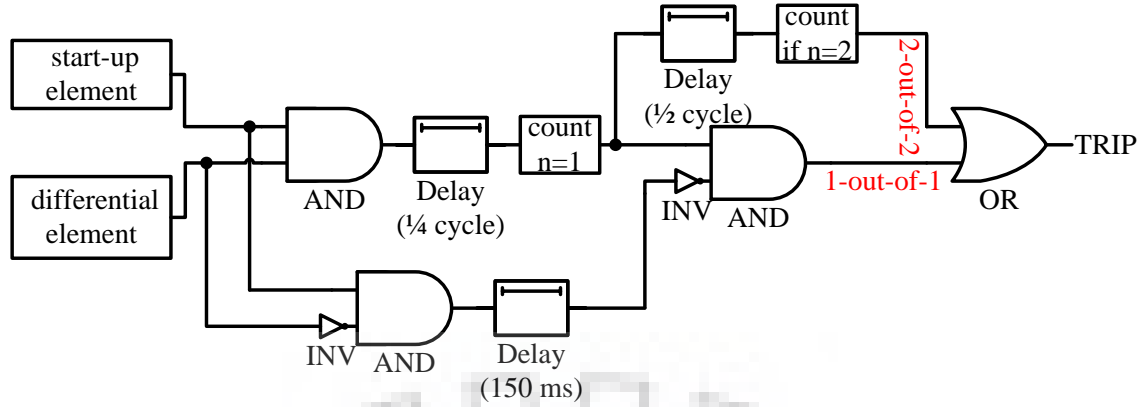 start-up
element
differential
element
AND
Delay
(¼ cycle)
count
n=1
Delay
(½ cycle)
count
if n=2
2-out-of-2
INV
AND
1-out-of-1
OR
TRIP
INV
AND
Delay
(150 ms)